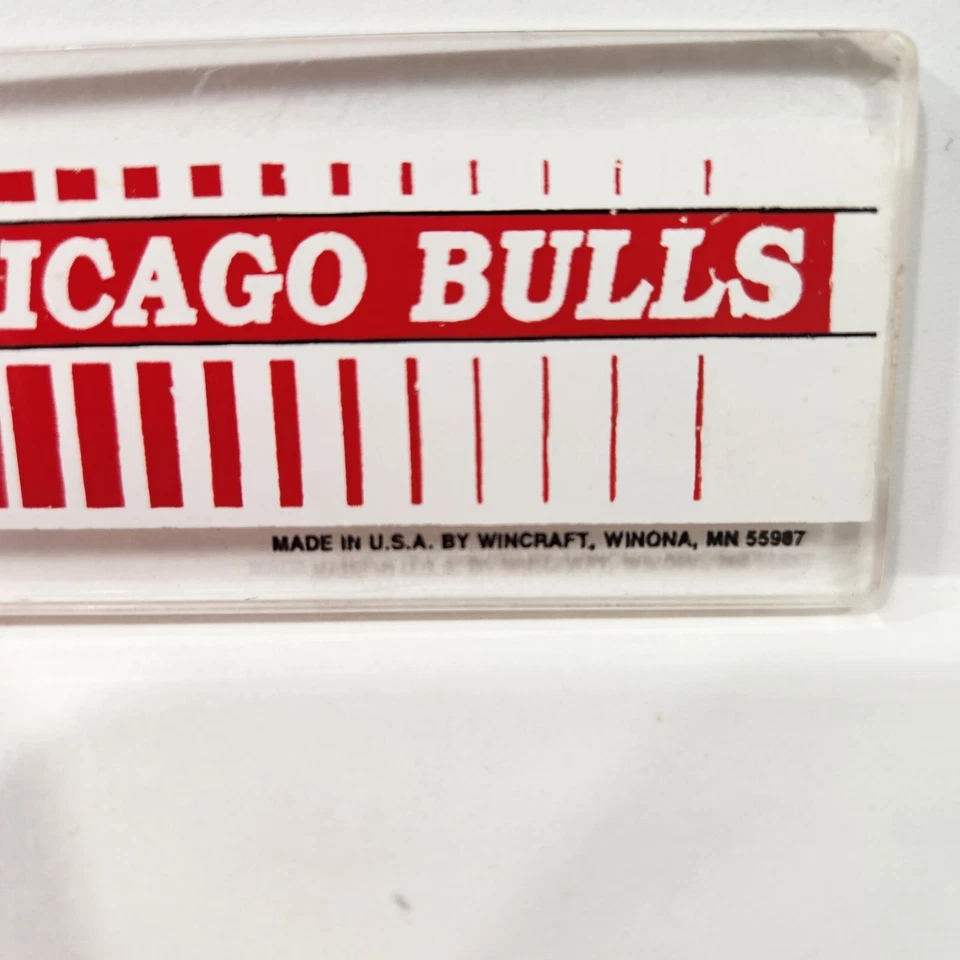 ICAGO BULLS
MADE IN U.S.A. BY WINCRAFT, WINONA, MN 55987